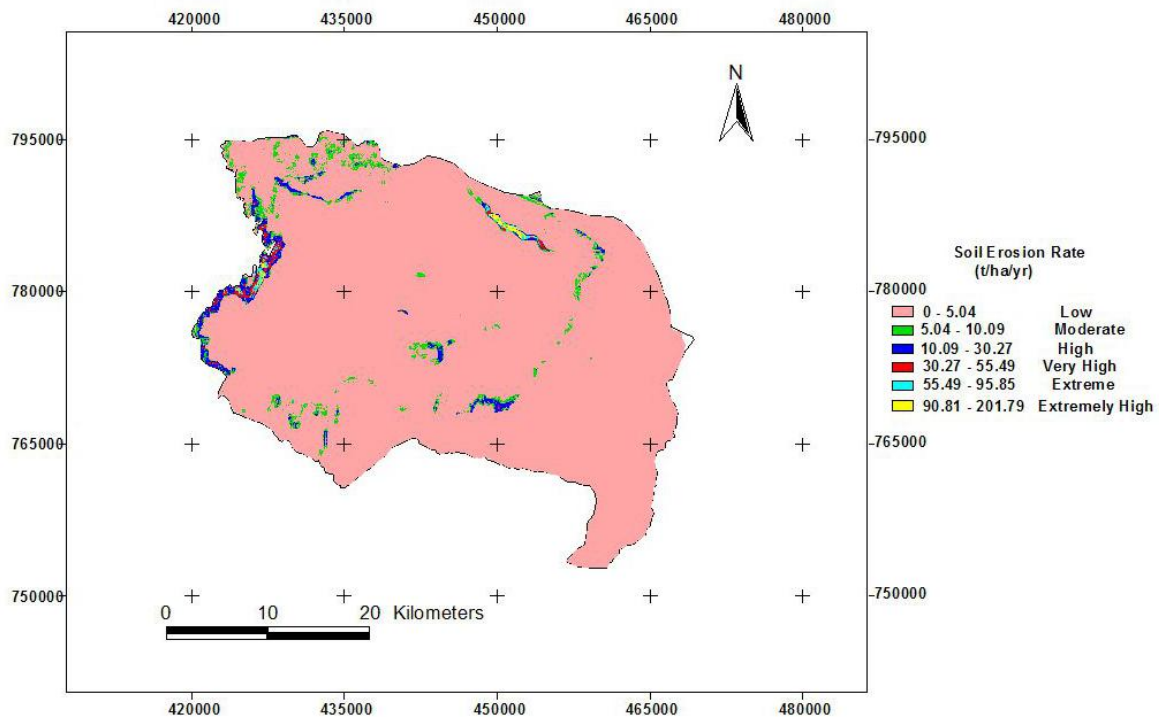 420000 435000 450000 465000 480000
N
795000 795000
Soil Erosion Rate
(t/ha/yr)
780000 780000
0 - 5.04 Low
5.04 - 10.09 Moderate
10.09 - 30.27 High
30.27 - 55.49 Very High
55.49 - 95.85 Extreme
90.81 - 201.79 Extremely High
765000 765000
750000 750000
0 10 20 Kilometers
420000 435000 450000 465000 480000